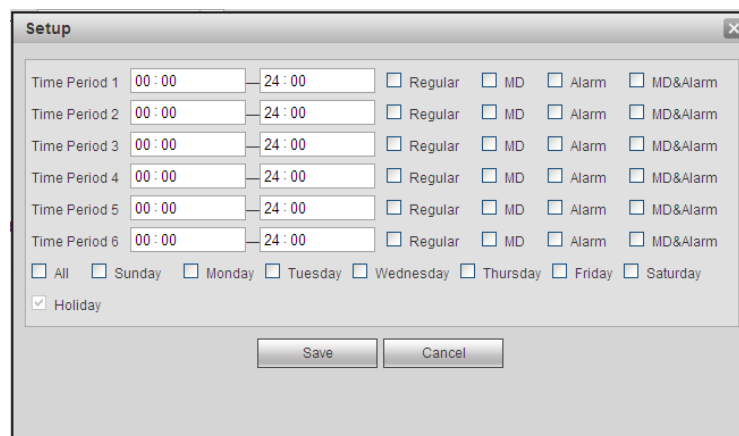 Setup
Time Period 1 00:00 — 24:00 Regular MD Alarm MD&Alarm
Time Period 2 00:00 — 24:00 Regular MD Alarm MD&Alarm
Time Period 3 00:00 — 24:00 Regular MD Alarm MD&Alarm
Time Period 4 00:00 — 24:00 Regular MD Alarm MD&Alarm
Time Period 5 00:00 — 24:00 Regular MD Alarm MD&Alarm
Time Period 6 00:00 — 24:00 Regular MD Alarm MD&Alarm
All Sunday Monday Tuesday Wednesday Thursday Friday Saturday
Holiday
Save Cancel